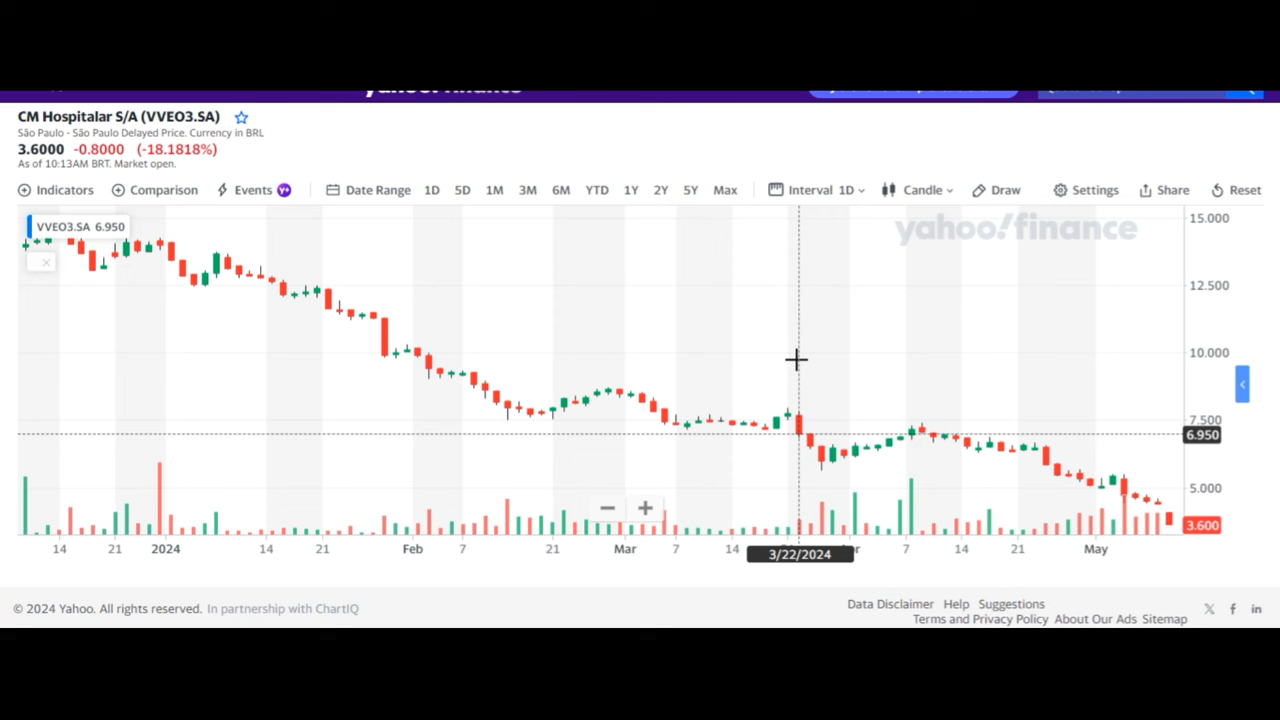 CM Hospitalar S/A (VVEO3.SA)
São Paulo - São Paulo Delayed Price. Currency in BRL
3.6000 -0.8000 (-18.1818%)
As of 10:13AM BRT. Market open.
Indicators Comparison Events Y+ Date Range 1D 5D 1M 3M 6M YTD 1Y 2Y 5Y Max Interval 1D Candle Draw Settings Share Reset
VVEO3.SA 6.950
yahoo!finance
15.000
12.500
10.000
7.500
6.950
5.000
3.600
14 21 2024 14 21 Feb 7 21 Mar 7 14 3/22/2024 7 14 21 May
© 2024 Yahoo. All rights reserved. In partnership with ChartIQ
Data Disclaimer Help Suggestions
Terms and Privacy Policy About Our Ads Sitemap